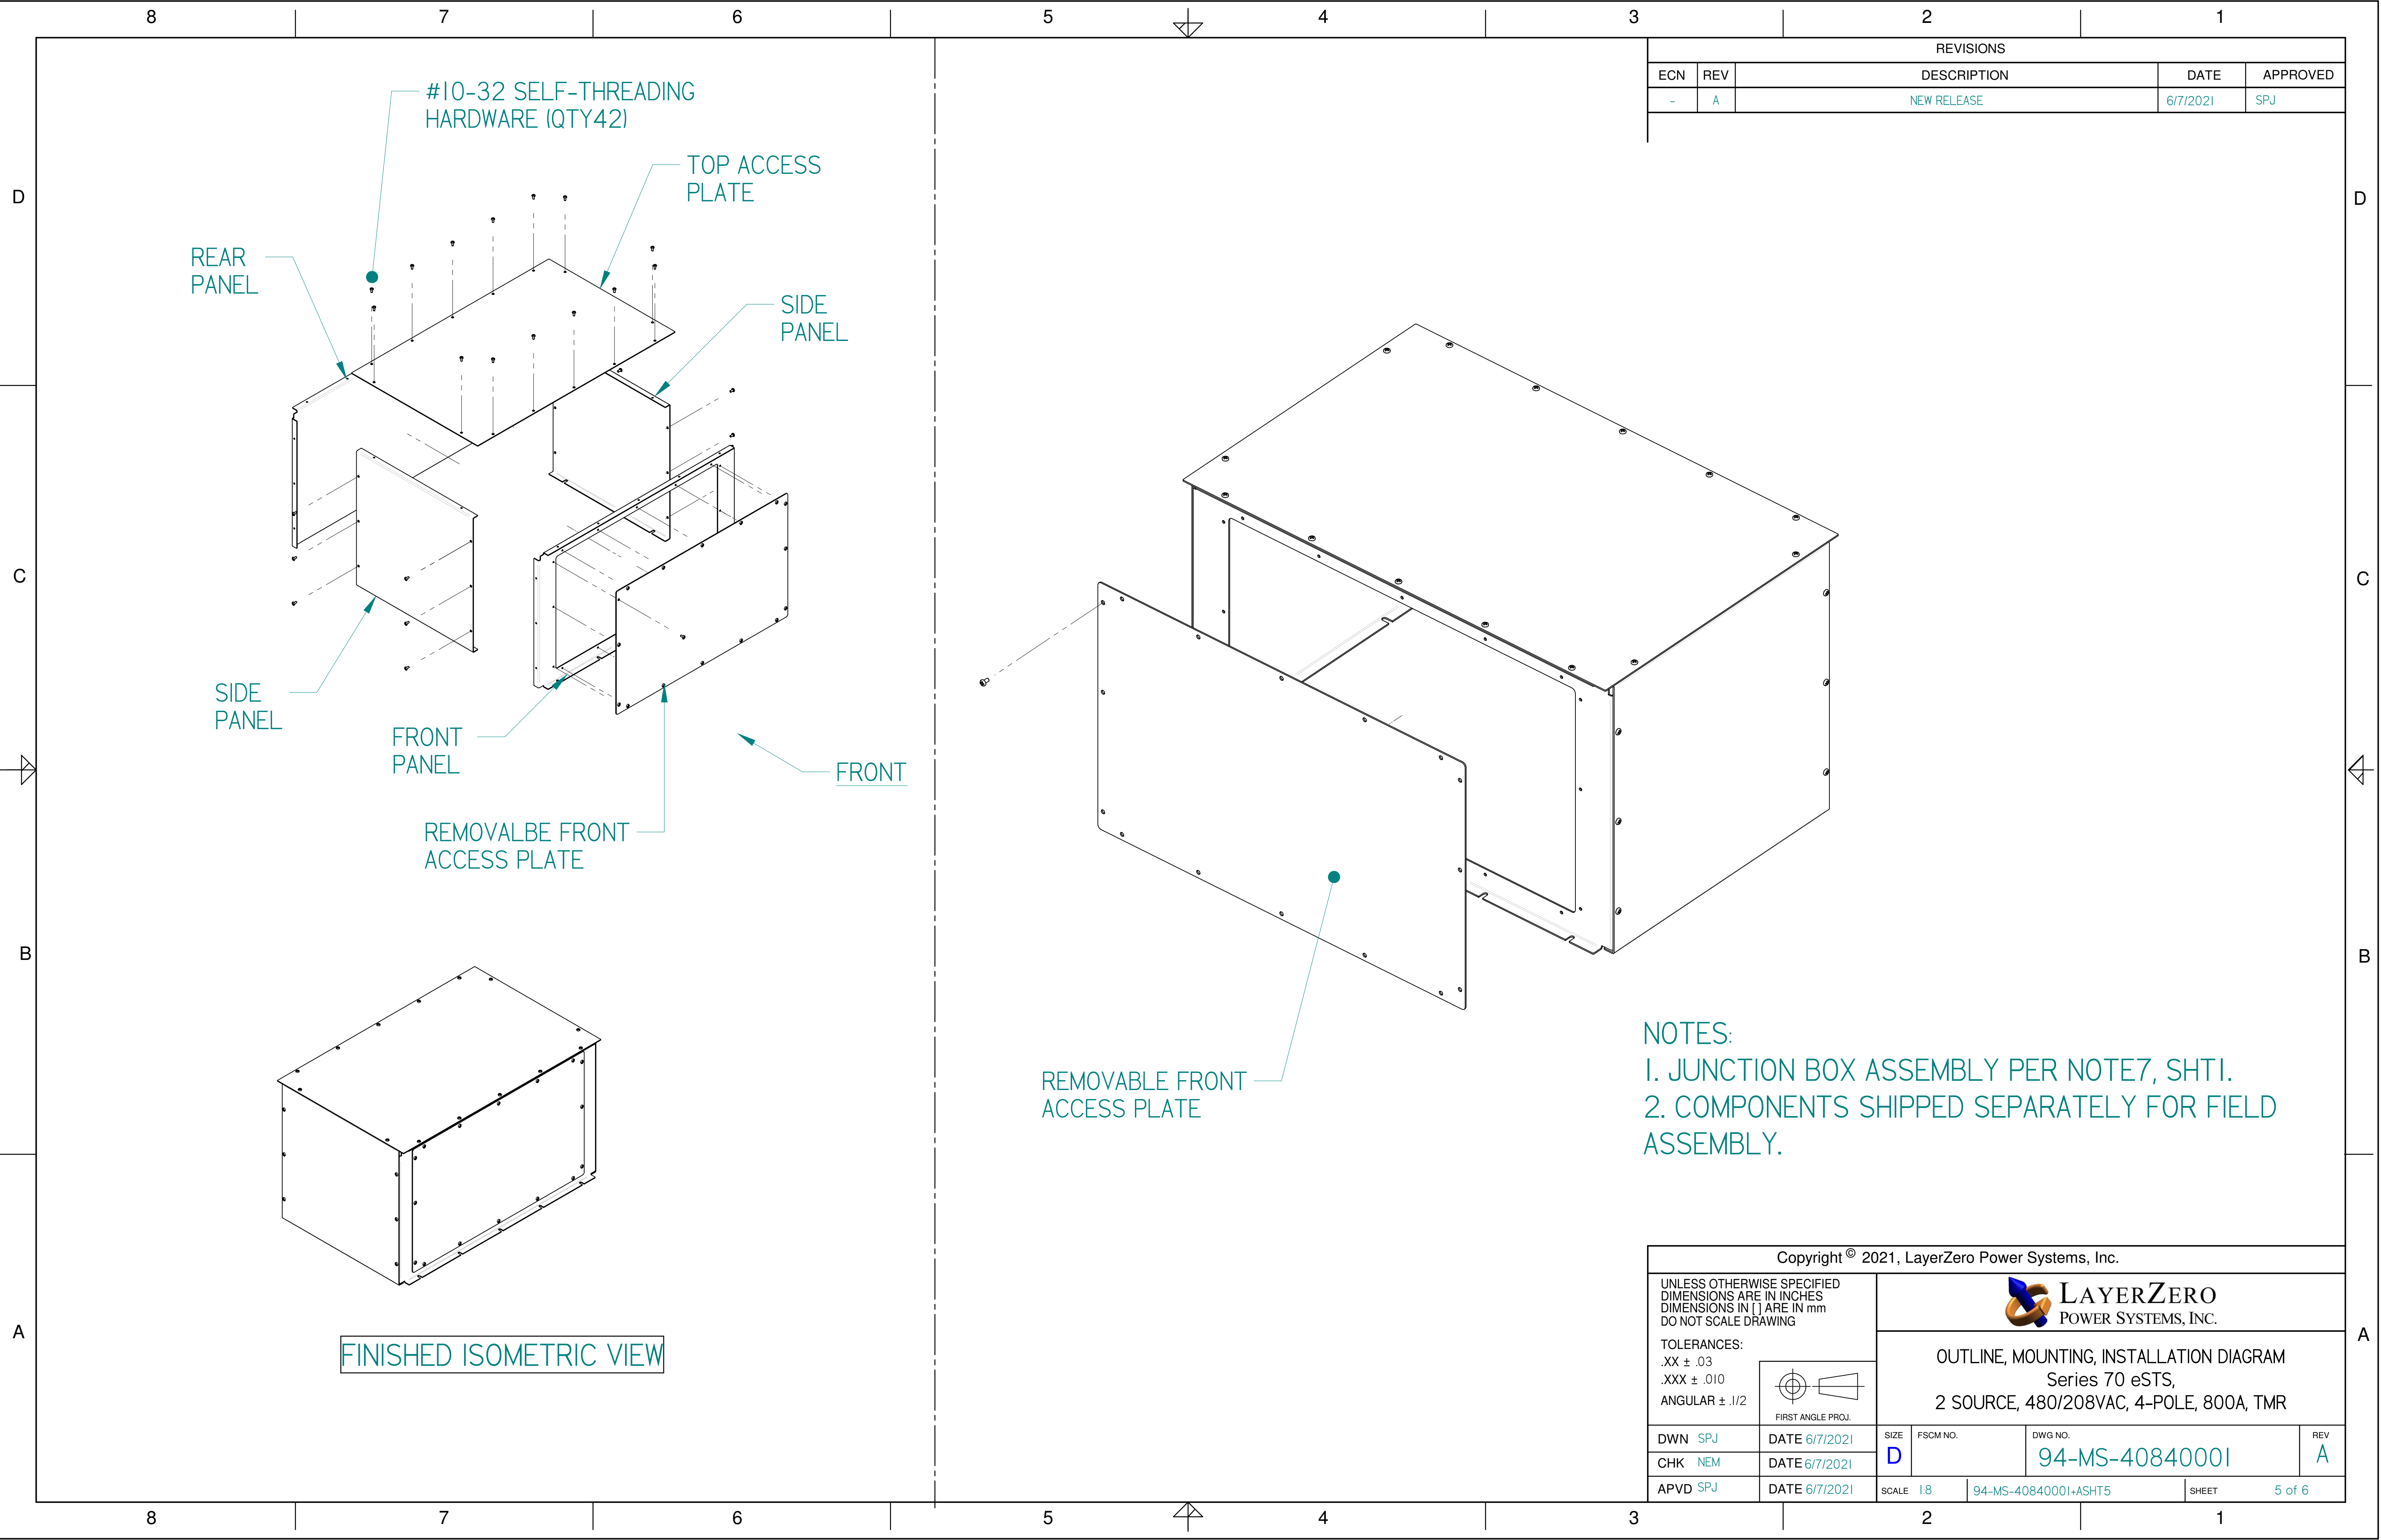 8 7 6 5 4 3 2 1
REVISIONS
ECN REV DESCRIPTION DATE APPROVED
- A NEW RELEASE 6/7/2021 SPJ
#10-32 SELF-THREADING
HARDWARE (QTY42)
TOP ACCESS
PLATE
REAR
PANEL
SIDE
PANEL
SIDE
PANEL
FRONT
PANEL
FRONT
REMOVALBE FRONT
ACCESS PLATE
FINISHED ISOMETRIC VIEW
REMOVABLE FRONT
ACCESS PLATE
NOTES:
1. JUNCTION BOX ASSEMBLY PER NOTE7, SHT1.
2. COMPONENTS SHIPPED SEPARATELY FOR FIELD
ASSEMBLY.
D D
C C
B B
A A
Copyright © 2021, LayerZero Power Systems, Inc.
UNLESS OTHERWISE SPECIFIED
DIMENSIONS ARE IN INCHES
DIMENSIONS IN [ ] ARE IN mm
DO NOT SCALE DRAWING
TOLERANCES:
.XX ± .03
.XXX ± .010
ANGULAR ± .1/2
FIRST ANGLE PROJ.
LAYERZERO
POWER SYSTEMS, INC.
OUTLINE, MOUNTING, INSTALLATION DIAGRAM
Series 70 eSTS,
2 SOURCE, 480/208VAC, 4-POLE, 800A, TMR
DWN SPJ DATE 6/7/2021
CHK NEM DATE 6/7/2021
APVD SPJ DATE 6/7/2021
SIZE D FSCM NO. DWG NO. 94-MS-40840001 REV A
SCALE 1:8 94-MS-40840001+ASHT5 SHEET 5 of 6
8 7 6 5 4 3 2 1